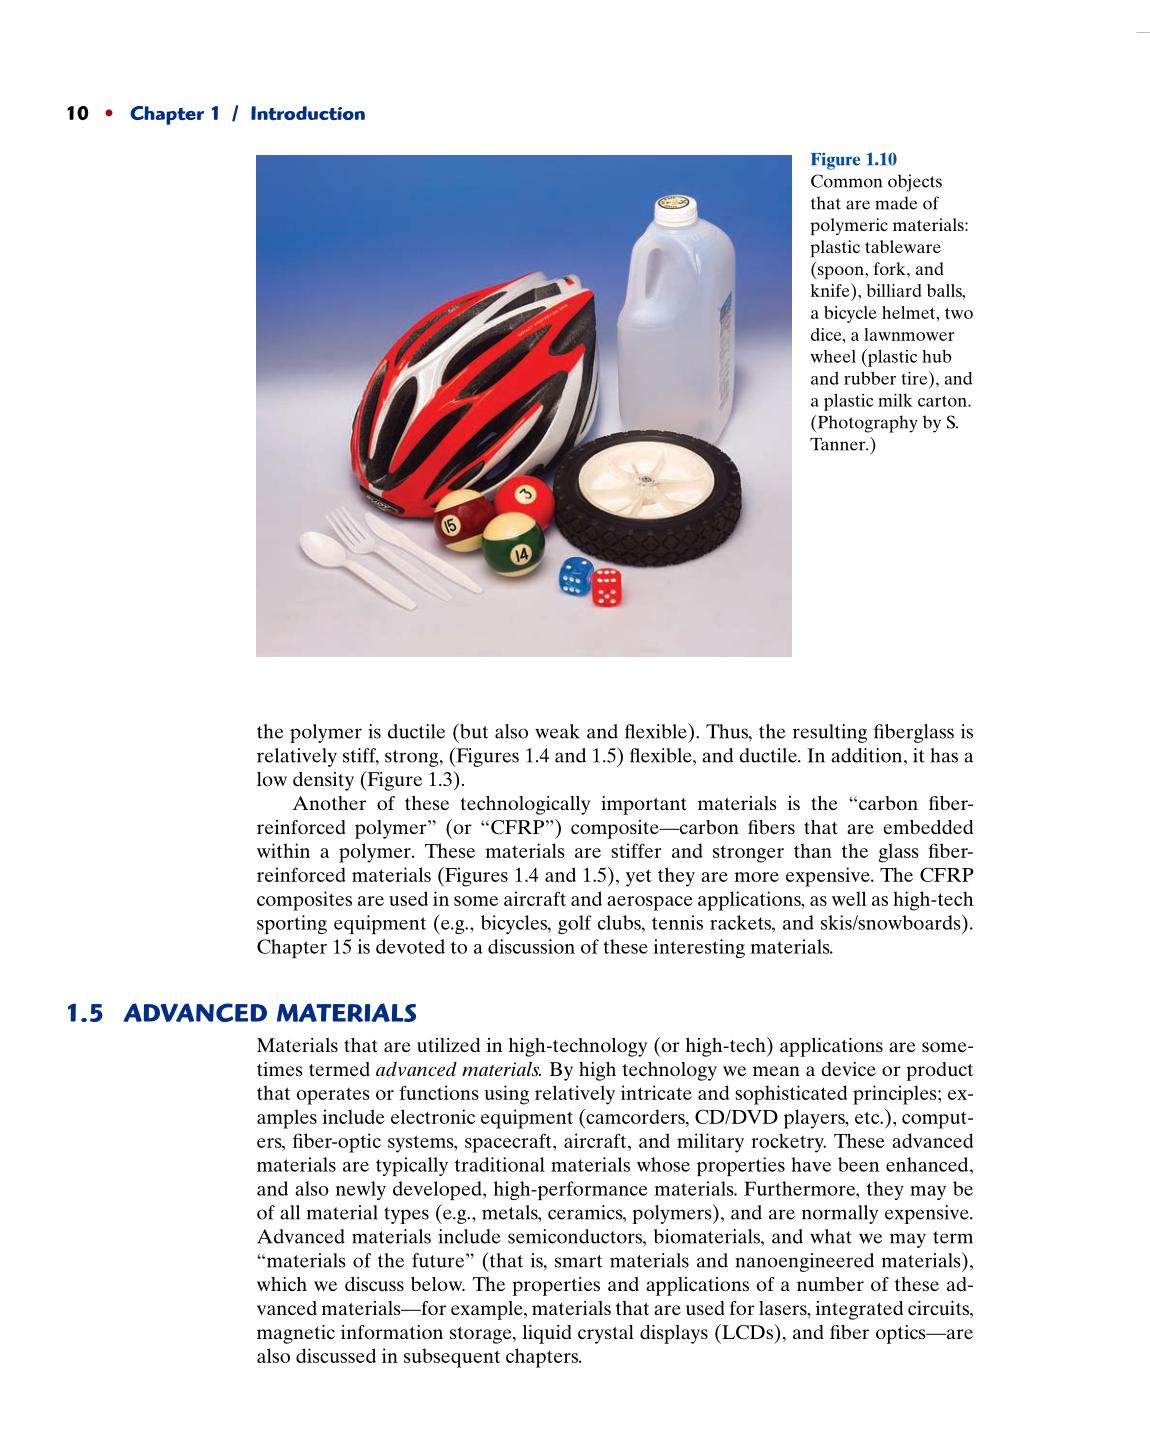 10 • Chapter 1 / Introduction
15
3
14
Figure 1.10
Common objects
that are made of
polymeric materials:
plastic tableware
(spoon, fork, and
knife), billiard balls,
a bicycle helmet, two
dice, a lawnmower
wheel (plastic hub
and rubber tire), and
a plastic milk carton.
(Photography by S.
Tanner.)
the polymer is ductile (but also weak and flexible). Thus, the resulting fiberglass is
relatively stiff, strong, (Figures 1.4 and 1.5) flexible, and ductile. In addition, it has a
low density (Figure 1.3).
Another of these technologically important materials is the “carbon fiber-
reinforced polymer” (or “CFRP”) composite—carbon fibers that are embedded
within a polymer. These materials are stiffer and stronger than the glass fiber-
reinforced materials (Figures 1.4 and 1.5), yet they are more expensive. The CFRP
composites are used in some aircraft and aerospace applications, as well as high-tech
sporting equipment (e.g., bicycles, golf clubs, tennis rackets, and skis/snowboards).
Chapter 15 is devoted to a discussion of these interesting materials.
1.5 ADVANCED MATERIALS
Materials that are utilized in high-technology (or high-tech) applications are some-
times termed advanced materials. By high technology we mean a device or product
that operates or functions using relatively intricate and sophisticated principles; ex-
amples include electronic equipment (camcorders, CD/DVD players, etc.), comput-
ers, fiber-optic systems, spacecraft, aircraft, and military rocketry. These advanced
materials are typically traditional materials whose properties have been enhanced,
and also newly developed, high-performance materials. Furthermore, they may be
of all material types (e.g., metals, ceramics, polymers), and are normally expensive.
Advanced materials include semiconductors, biomaterials, and what we may term
“materials of the future” (that is, smart materials and nanoengineered materials),
which we discuss below. The properties and applications of a number of these ad-
vanced materials—for example, materials that are used for lasers, integrated circuits,
magnetic information storage, liquid crystal displays (LCDs), and fiber optics—are
also discussed in subsequent chapters.